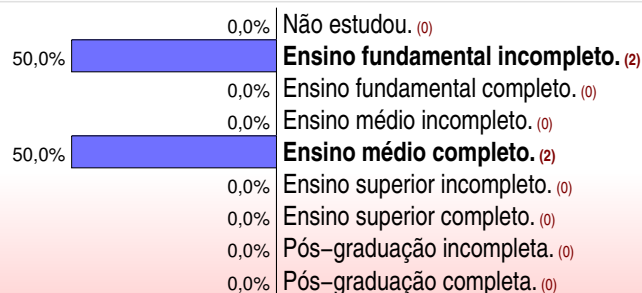 0,0% Não estudou. (0)
50,0% Ensino fundamental incompleto. (2)
0,0% Ensino fundamental completo. (0)
0,0% Ensino médio incompleto. (0)
50,0% Ensino médio completo. (2)
0,0% Ensino superior incompleto. (0)
0,0% Ensino superior completo. (0)
0,0% Pós−graduação incompleta. (0)
0,0% Pós−graduação completa. (0)